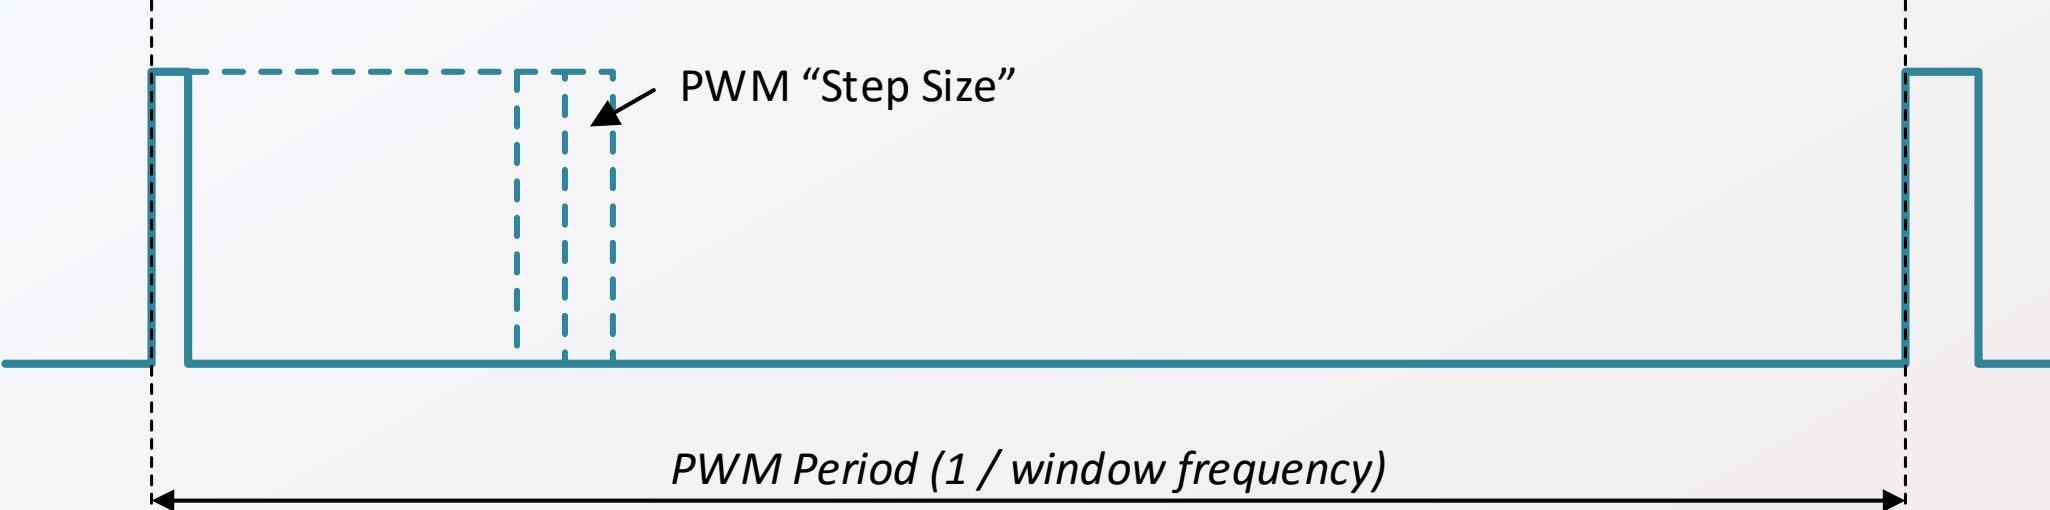 PWM “Step Size”
PWM Period (1 / window frequency)